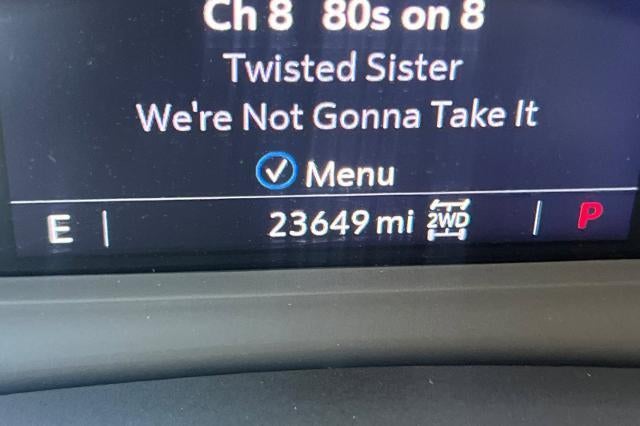 Ch 8 80s on 8
Twisted Sister
We're Not Gonna Take It
Menu
E 23649 mi 2WD P